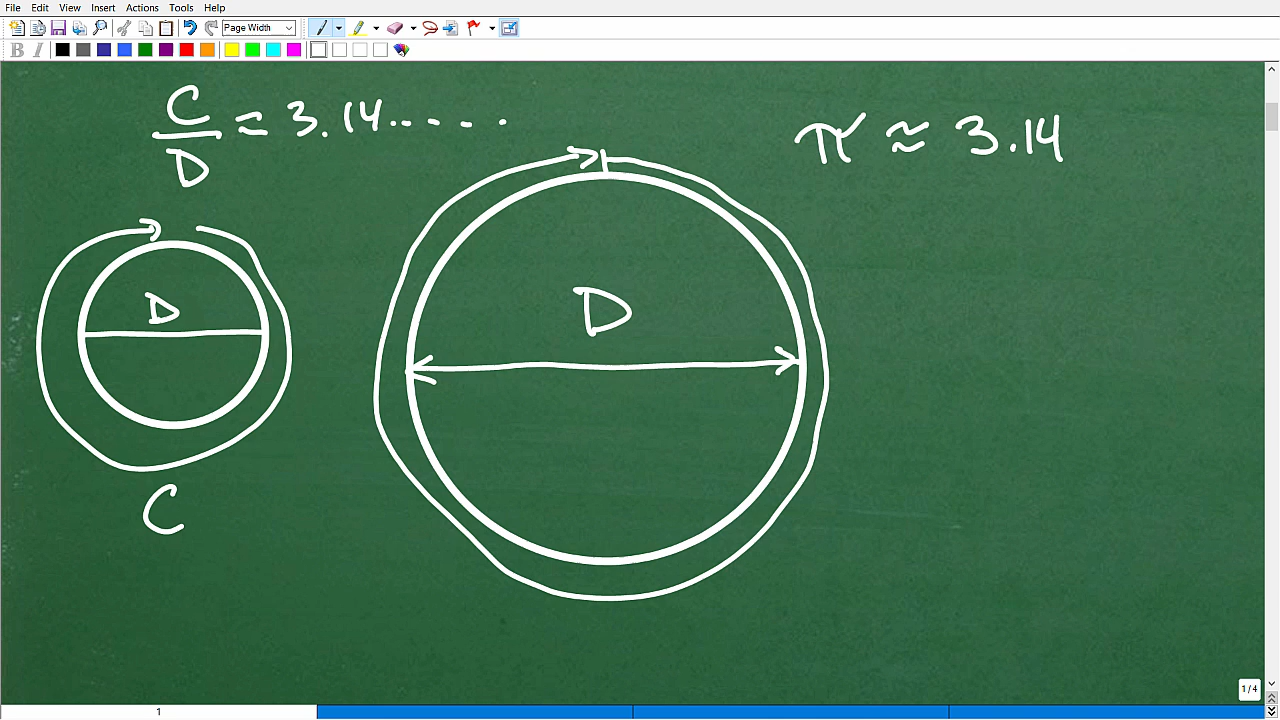 File Edit View Insert Actions Tools Help
Page Width
B I
C/D ≈ 3.14.....
π ≈ 3.14
D
D
C
1/4
1